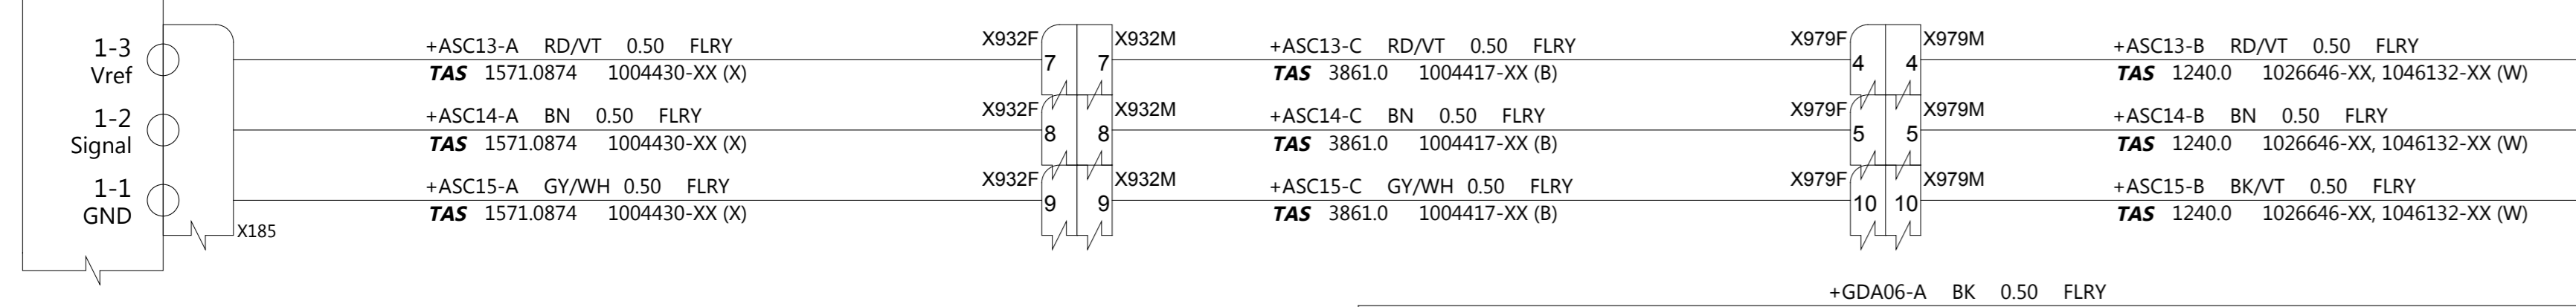 X932F X932M X979F X979M
1-3 +ASC13-A RD/VT 0.50 FLRY +ASC13-C RD/VT 0.50 FLRY +ASC13-B RD/VT 0.50 FLRY
Vref TAS 1571.0874 1004430-XX (X) 7 7 TAS 3861.0 1004417-XX (B) 4 4 TAS 1240.0 1026646-XX, 1046132-XX (W)
X932F X932M X979F X979M
1-2 +ASC14-A BN 0.50 FLRY +ASC14-C BN 0.50 FLRY +ASC14-B BN 0.50 FLRY
Signal TAS 1571.0874 1004430-XX (X) 8 8 TAS 3861.0 1004417-XX (B) 5 5 TAS 1240.0 1026646-XX, 1046132-XX (W)
X932F X932M X979F X979M
1-1 +ASC15-A GY/WH 0.50 FLRY +ASC15-C GY/WH 0.50 FLRY +ASC15-B BK/VT 0.50 FLRY
GND TAS 1571.0874 1004430-XX (X) 9 9 TAS 3861.0 1004417-XX (B) 10 10 TAS 1240.0 1026646-XX, 1046132-XX (W)
X185
+GDA06-A BK 0.50 FLRY